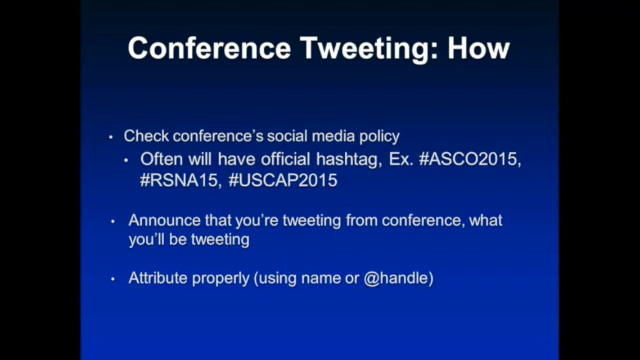 Conference Tweeting: How
• Check conference's social media policy
• Often will have official hashtag, Ex. #ASCO2015,
#RSNA15, #USCAP2015
• Announce that you're tweeting from conference, what
you'll be tweeting
• Attribute properly (using name or @handle)